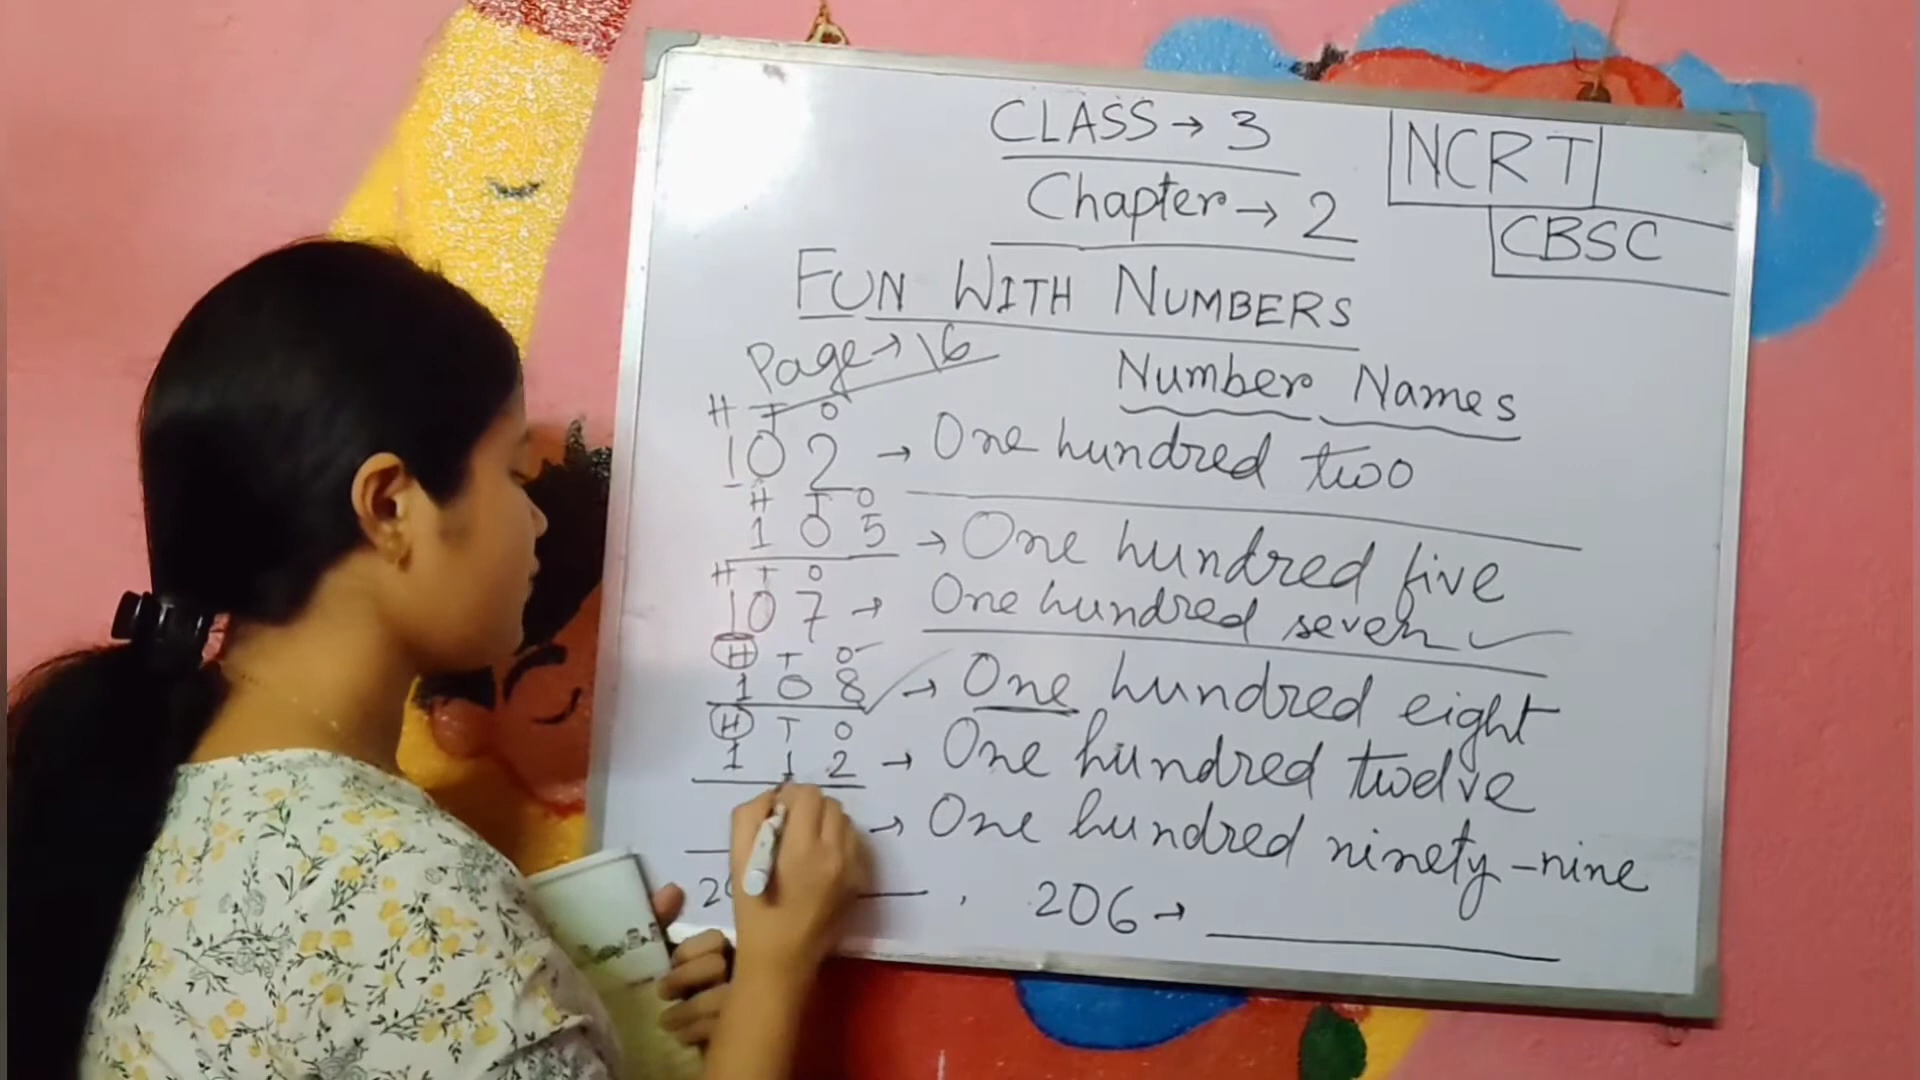 CLASS → 3
NCRT
Chapter → 2
CBSC
FUN WITH NUMBERS
Page → 16
Number Names
H T O
102 → One hundred two
H T O
1 0 5 → One hundred five
H T O
107 → One hundred seven ✓
H T O
1 0 8 → One hundred eight
H T O
1 1 2 → One hundred twelve
→ One hundred ninety-nine
206 →